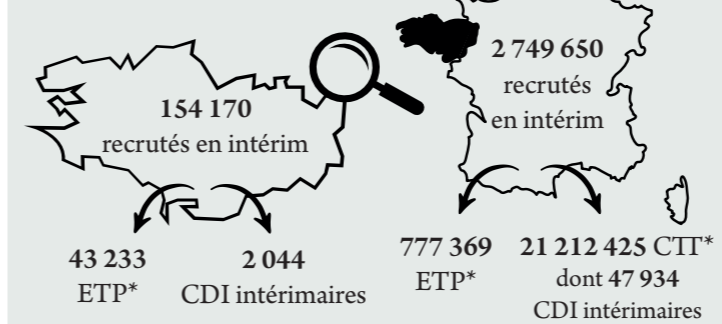 154 170
recrutés en intérim
43 233
ETP*
2 044
CDI intérimaires
2 749 650
recrutés
en intérim
777 369
ETP*
21 212 425 CTT*
dont 47 934
CDI intérimaires